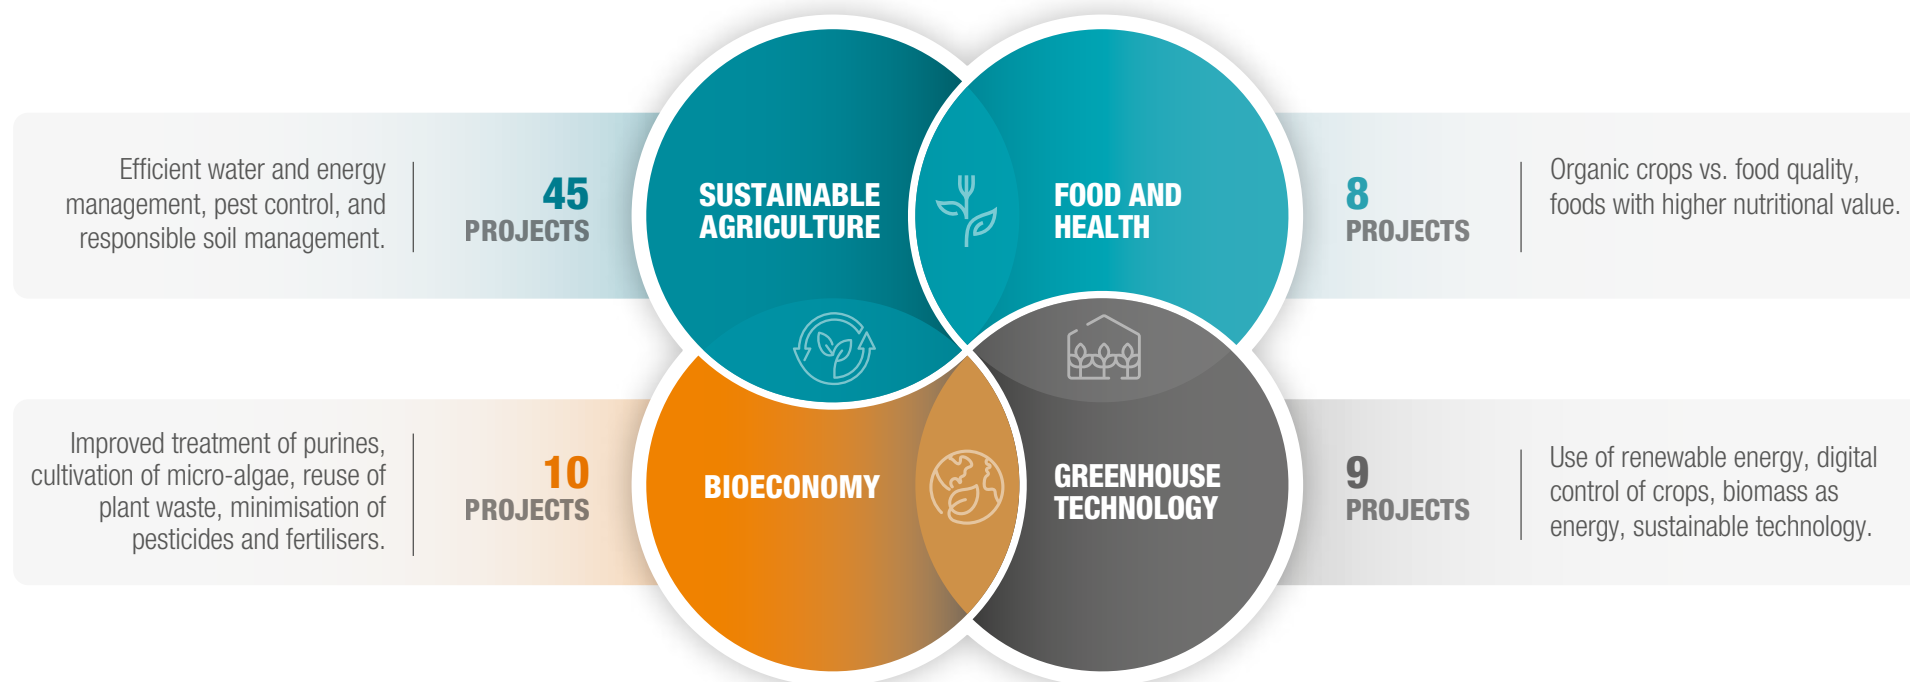 Efficient water and energy
management, pest control, and
responsible soil management.
45
PROJECTS
SUSTAINABLE
AGRICULTURE
FOOD AND
HEALTH
8
PROJECTS
Organic crops vs. food quality,
foods with higher nutritional value.
Improved treatment of purines,
cultivation of micro-algae, reuse of
plant waste, minimisation of
pesticides and fertilisers.
10
PROJECTS
BIOECONOMY
GREENHOUSE
TECHNOLOGY
9
PROJECTS
Use of renewable energy, digital
control of crops, biomass as
energy, sustainable technology.